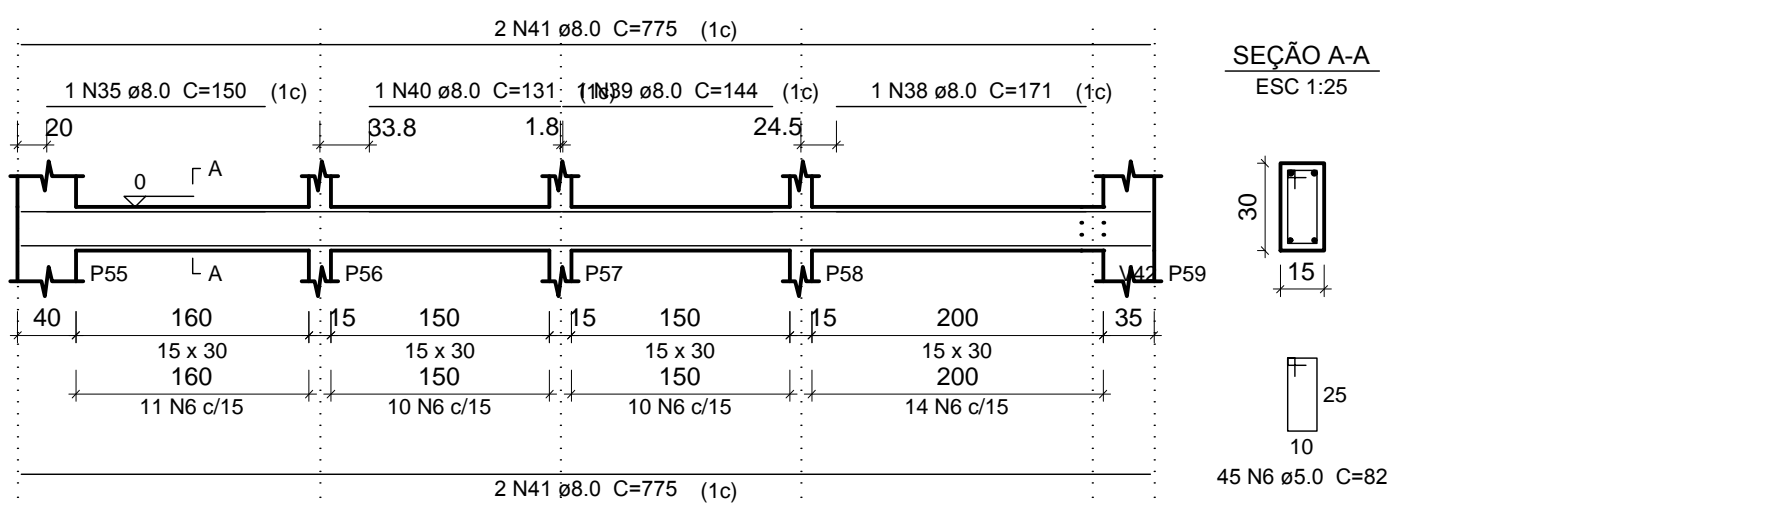 2 N41 ø8.0 C=775 (1c)
SEÇÃO A-A
ESC 1:25
1 N35 ø8.0 C=150 (1c)
1 N40 ø8.0 C=131 (1c)
1 N39 ø8.0 C=144 (1c)
1 N38 ø8.0 C=171 (1c)
20
33.8
1.8
24.5
A
0
30
A
P55
P56
P57
P58
V42
P59
15
40
160
15
150
15
150
15
200
35
15 x 30
15 x 30
15 x 30
15 x 30
160
150
150
200
11 N6 c/15
10 N6 c/15
10 N6 c/15
14 N6 c/15
25
10
45 N6 ø5.0 C=82
2 N41 ø8.0 C=775 (1c)